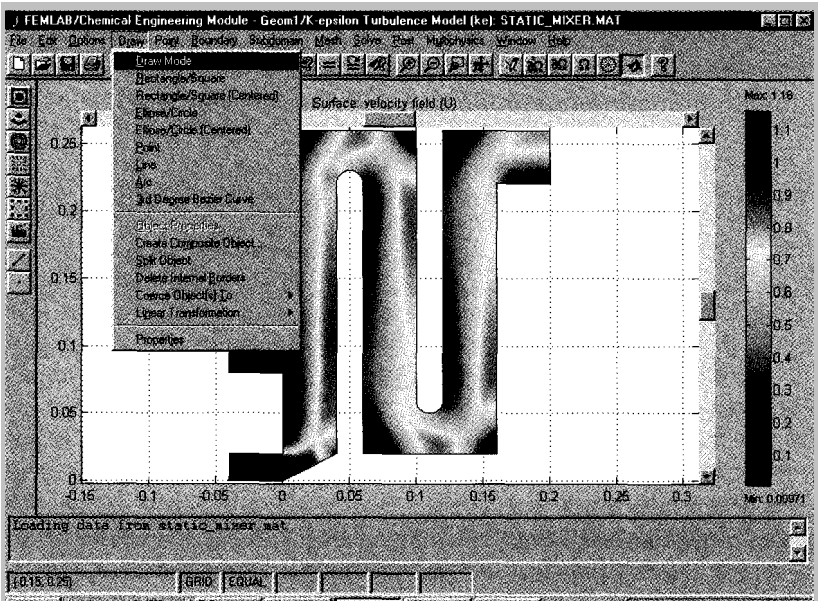 FEMLAB/Chemical Engineering Module - Geom1/K-epsilon Turbulence Model (ke): STATIC_MIXER.MAT
File Edit Options Draw Point Boundary Subdomain Mesh Solve Post Multiphysics Window Help
Draw Mode
Rectangle/Square
Rectangle/Square (Centered)
Ellipse/Circle
Ellipse/Circle (Centered)
Point
Line
Arc
3rd Degree Bezier Curve
Object Properties
Create Composite Object...
Split Object
Delete Internal Borders
Coerce Object(s) To
Linear Transformation
Properties
Surface: velocity field (U)
Max: 1.18
0.25
0.2
0.15
0.1
0.05
0
-0.15 -0.1 -0.05 0 0.05 0.1 0.15 0.2 0.25 0.3
1.1
1
0.9
0.8
0.7
0.6
0.5
0.4
0.3
0.2
0.1
Min: 0.00971
Loading data from static_mixer.mat
(-0.15, 0.25) GRID EQUAL